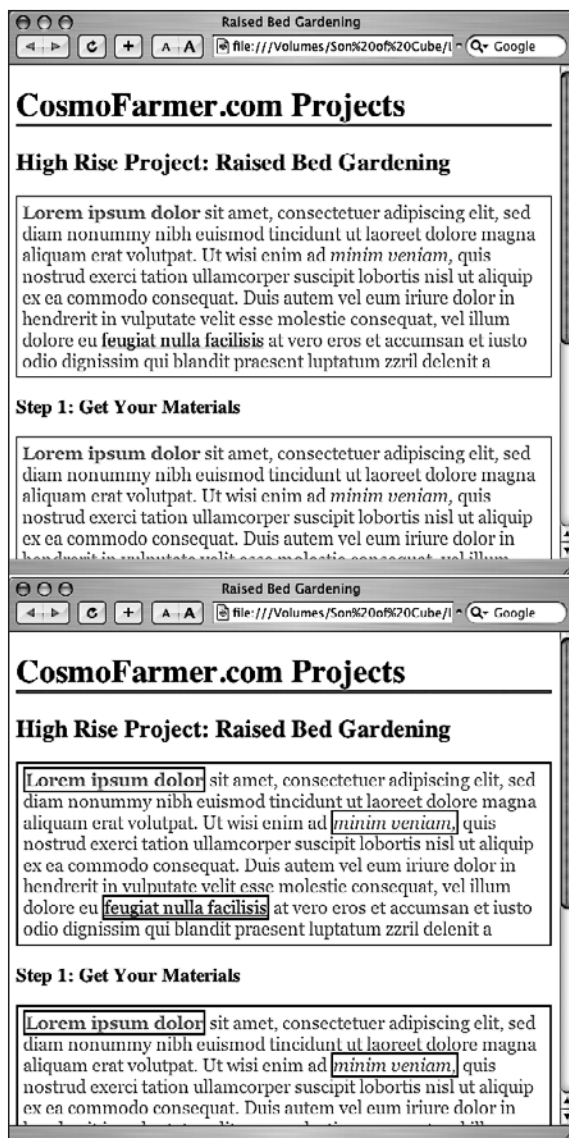 Raised Bed Gardening
A A file:///Volumes/Son%20of%20Cube/l Q Google
CosmoFarmer.com Projects
High Rise Project: Raised Bed Gardening
Lorem ipsum dolor sit amet, consectetuer adipiscing elit, sed
diam nonummy nibh euismod tincidunt ut laoreet dolore magna
aliquam erat volutpat. Ut wisi enim ad minim veniam, quis
nostrud exerci tation ullamcorper suscipit lobortis nisl ut aliquip
ex ea commodo consequat. Duis autem vel eum iriure dolor in
hendrerit in vulputate velit esse molestie consequat, vel illum
dolore eu feugiat nulla facilisis at vero eros et accumsan et iusto
odio dignissim qui blandit praesent luptatum zzril delenit a
Step 1: Get Your Materials
Lorem ipsum dolor sit amet, consectetuer adipiscing elit, sed
diam nonummy nibh euismod tincidunt ut laoreet dolore magna
aliquam erat volutpat. Ut wisi enim ad minim veniam, quis
nostrud exerci tation ullamcorper suscipit lobortis nisl ut aliquip
ex ea commodo consequat. Duis autem vel eum iriure dolor in
Raised Bed Gardening
A A file:///Volumes/Son%20of%20Cube/l Q Google
CosmoFarmer.com Projects
High Rise Project: Raised Bed Gardening
Lorem ipsum dolor sit amet, consectetuer adipiscing elit, sed
diam nonummy nibh euismod tincidunt ut laoreet dolore magna
aliquam erat volutpat. Ut wisi enim ad minim veniam, quis
nostrud exerci tation ullamcorper suscipit lobortis nisl ut aliquip
ex ea commodo consequat. Duis autem vel eum iriure dolor in
hendrerit in vulputate velit esse molestie consequat, vel illum
dolore eu feugiat nulla facilisis at vero eros et accumsan et iusto
odio dignissim qui blandit praesent luptatum zzril delenit a
Step 1: Get Your Materials
Lorem ipsum dolor sit amet, consectetuer adipiscing elit, sed
diam nonummy nibh euismod tincidunt ut laoreet dolore magna
aliquam erat volutpat. Ut wisi enim ad minim veniam, quis
nostrud exerci tation ullamcorper suscipit lobortis nisl ut aliquip
ex ea commodo consequat. Duis autem vel eum iriure dolor in